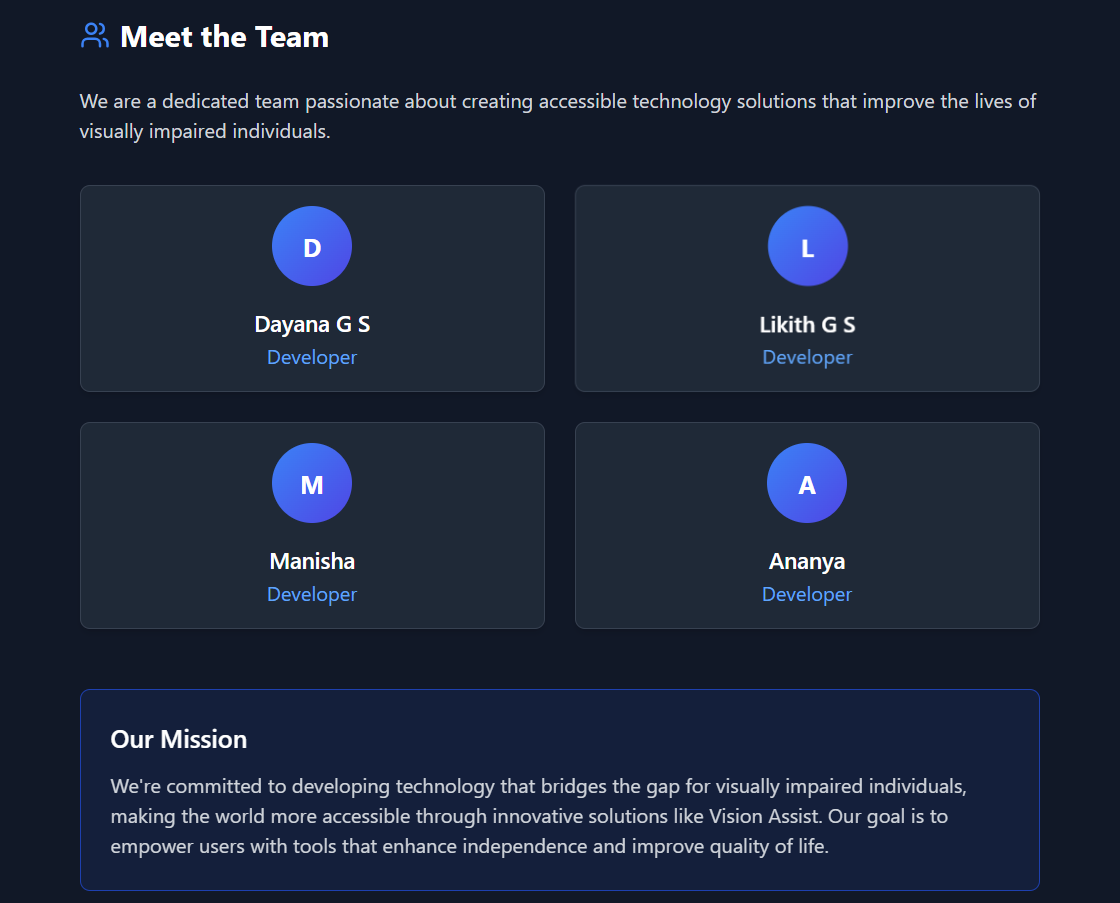 Meet the Team
We are a dedicated team passionate about creating accessible technology solutions that improve the lives of
visually impaired individuals.
D
Dayana G S
Developer
L
Likith G S
Developer
M
Manisha
Developer
A
Ananya
Developer
Our Mission
We're committed to developing technology that bridges the gap for visually impaired individuals,
making the world more accessible through innovative solutions like Vision Assist. Our goal is to
empower users with tools that enhance independence and improve quality of life.